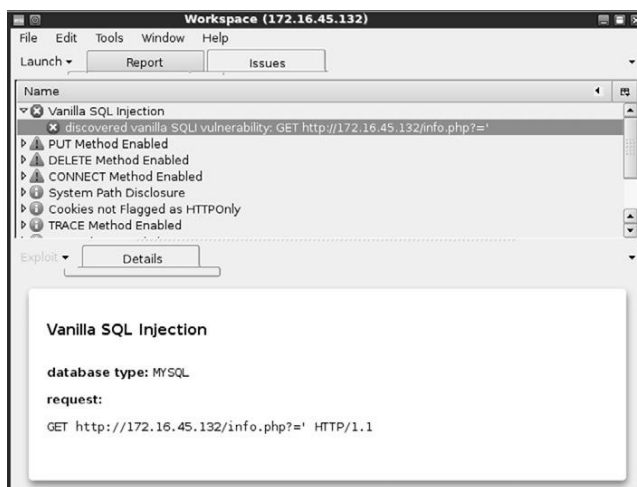 Workspace (172.16.45.132)
File Edit Tools Window Help
Launch Report Issues
Name
Vanilla SQL Injection
discovered vanilla SQLI vulnerability: GET http://172.16.45.132/info.php?='
PUT Method Enabled
DELETE Method Enabled
CONNECT Method Enabled
System Path Disclosure
Cookies not Flagged as HTTPOnly
TRACE Method Enabled
Exploit Details
Vanilla SQL Injection
database type: MYSQL
request:
GET http://172.16.45.132/info.php?=' HTTP/1.1